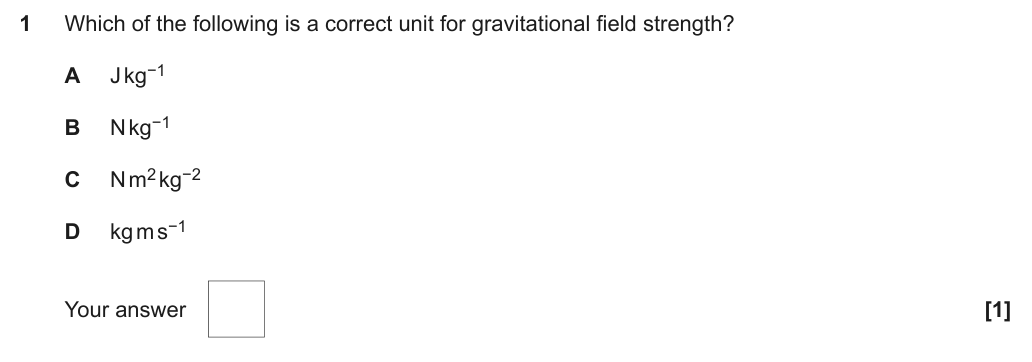 1 Which of the following is a correct unit for gravitational field strength?
A J kg⁻¹
B N kg⁻¹
C N m² kg⁻²
D kg m s⁻¹
Your answer [1]